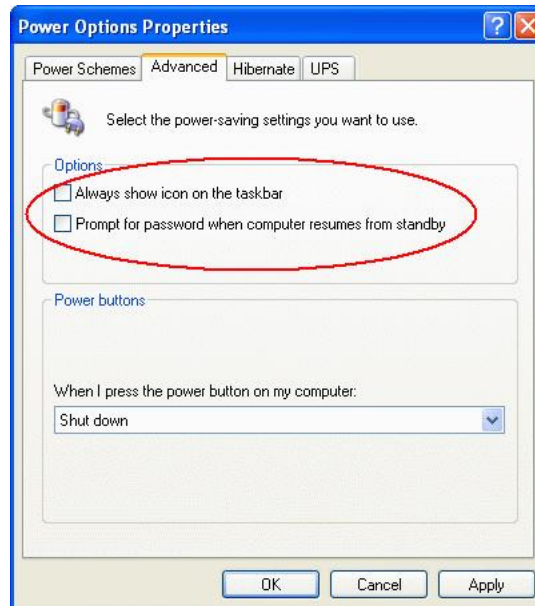 Power Options Properties
Power Schemes Advanced Hibernate UPS
Select the power-saving settings you want to use.
Options
Always show icon on the taskbar
Prompt for password when computer resumes from standby
Power buttons
When I press the power button on my computer:
Shut down
OK Cancel Apply